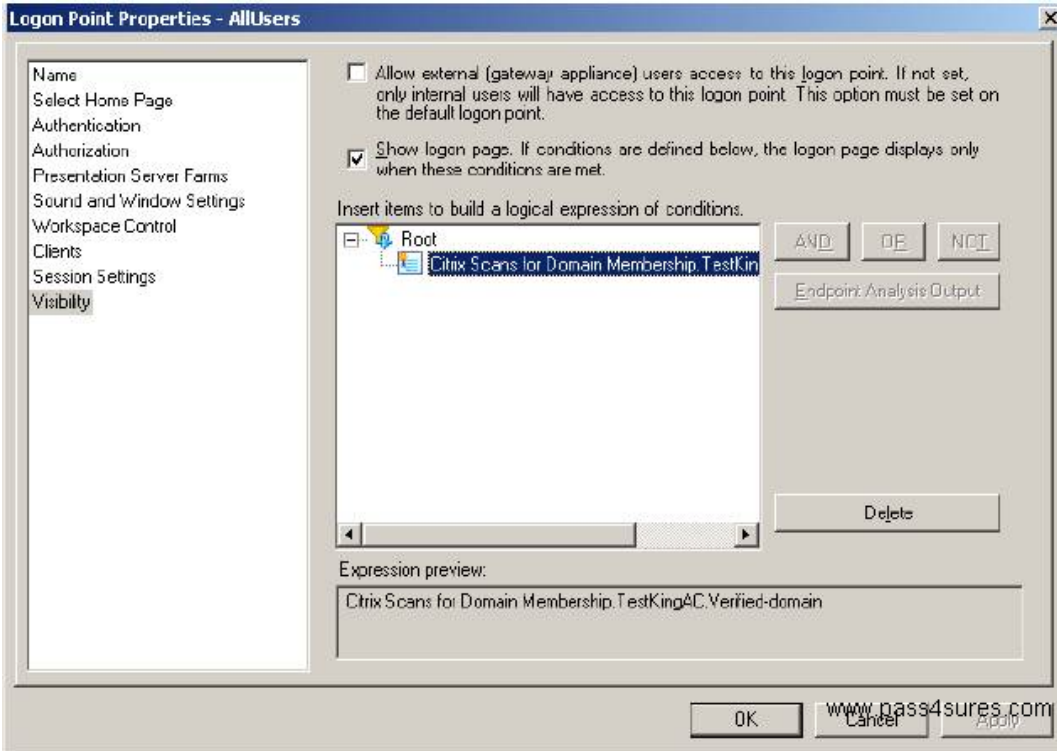 Logon Point Properties - AllUsers
Name
Select Home Page
Authentication
Authorization
Presentation Server Farms
Sound and Window Settings
Workspace Control
Clients
Session Settings
Visibility
Allow external (gateway appliance) users access to this logon point. If not set,
only internal users will have access to this logon point. This option must be set on
the default logon point.
Show logon page. If conditions are defined below, the logon page displays only
when these conditions are met.
Insert items to build a logical expression of conditions.
Root
Citrix Scans for Domain Membership.TestKin
AND
OR
NOT
Endpoint Analysis Output
Delete
Expression preview:
Citrix Scans for Domain Membership.TestKingAC.Verified-domain
OK
Cancel
Apply
www.pass4sures.com